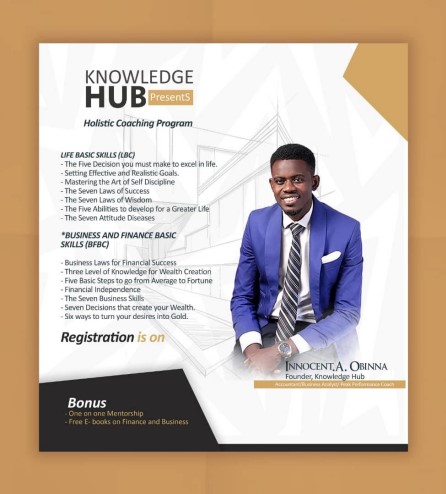 KNOWLEDGE
HUB PresentS
Holistic Coaching Program
LIFE BASIC SKILLS (LBC)
- The Five Decision you must make to excel in life.
- Setting Effective and Realistic Goals.
- Mastering the Art of Self Discipline
- The Seven Laws of Success
- The Seven Laws of Wisdom
- The Five Abilities to develop for a Greater Life
- The Seven Attitude Diseases
*BUSINESS AND FINANCE BASIC
SKILLS (BFBC)
- Business Laws for Financial Success
- Three Level of Knowledge for Wealth Creation
- Five Basic Steps to go from Average to Fortune
- Financial Independence
- The Seven Business Skills
- Seven Decisions that create your Wealth.
- Six ways to turn your desires into Gold.
Registration is on
INNOCENT, A. OBINNA
Founder, Knowledge Hub
Accountant/Business Analyst/ Peak Performance Coach
Bonus
- One on one Mentorship
- Free E- books on Finance and Business